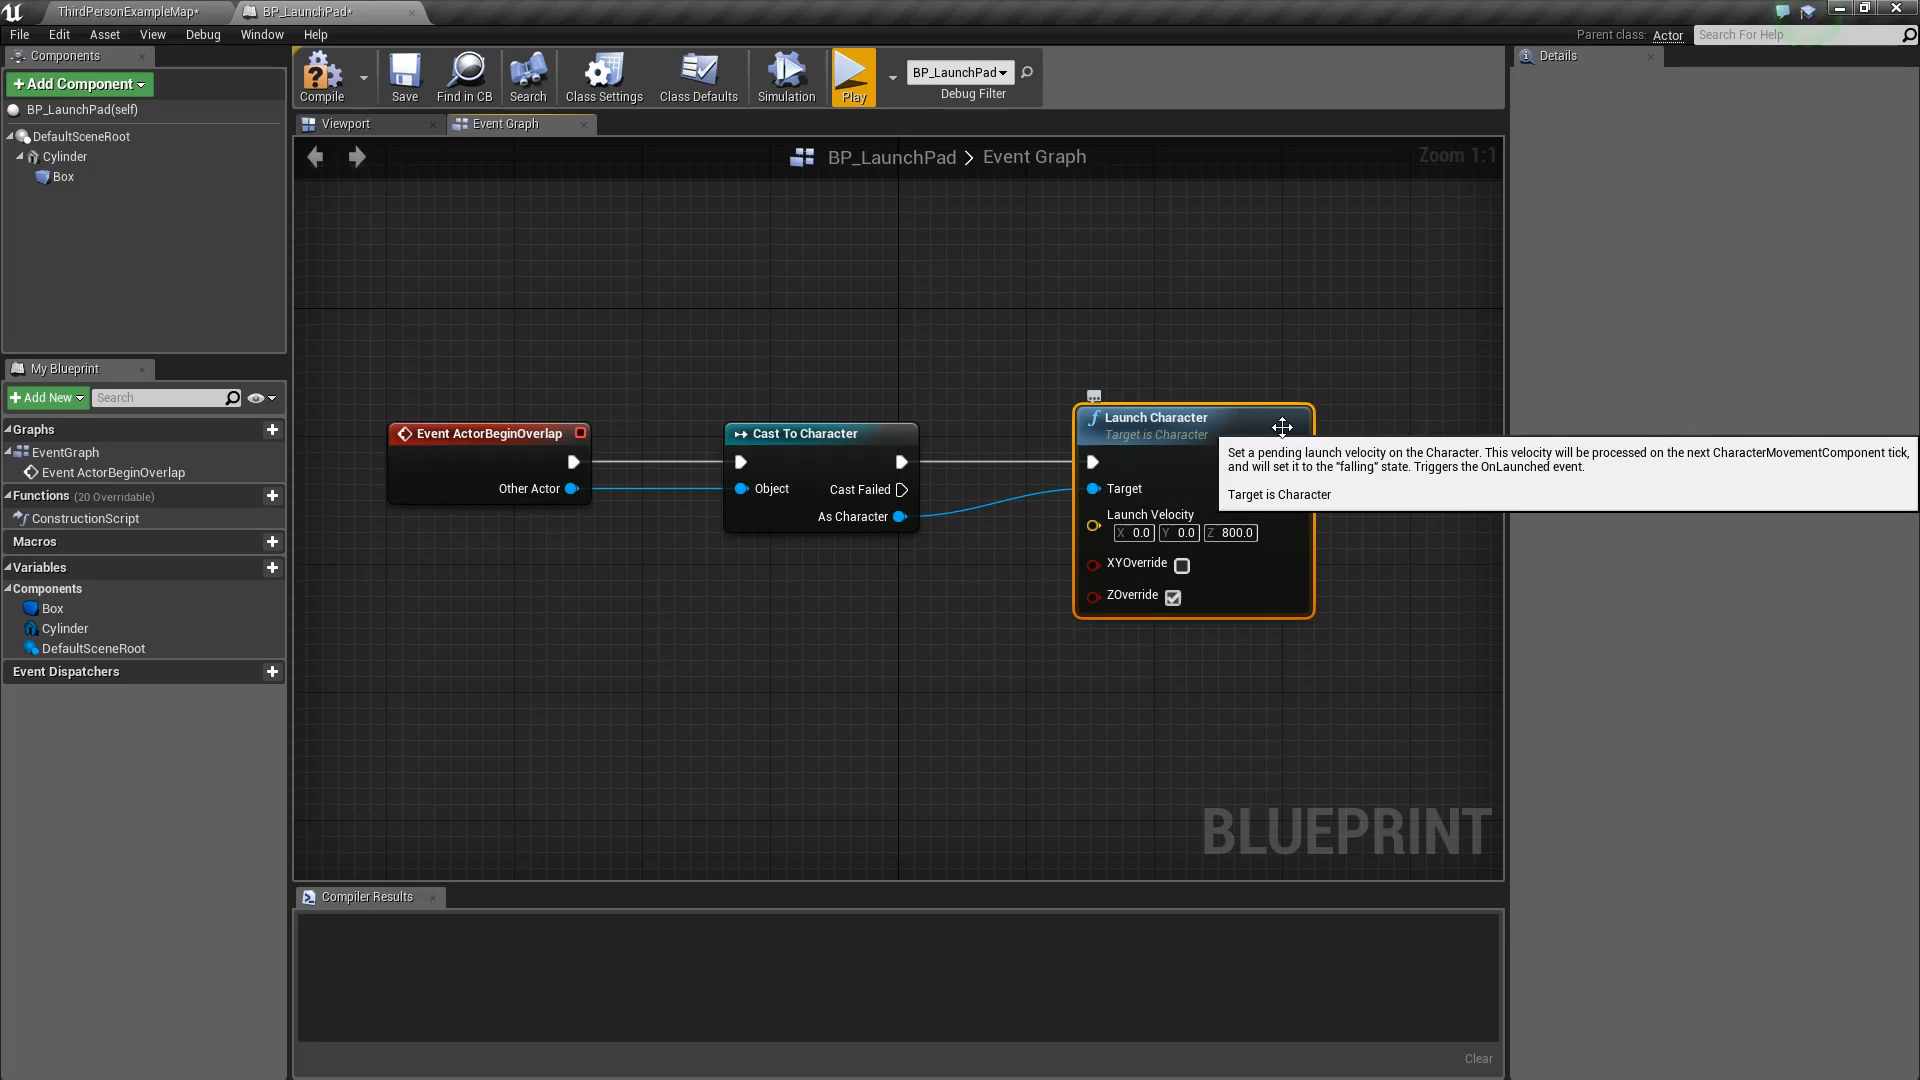 ThirdPersonExampleMap*
BP_LaunchPad*
File Edit Asset View Debug Window Help
Parent class: Actor
Search For Help
Components
+Add Component
BP_LaunchPad(self)
DefaultSceneRoot
Cylinder
Box
My Blueprint
+Add New
Search
Graphs
EventGraph
Event ActorBeginOverlap
Functions (20 Overridable)
ConstructionScript
Macros
Variables
Components
Box
Cylinder
DefaultSceneRoot
Event Dispatchers
Compile
Save
Find in CB
Search
Class Settings
Class Defaults
Simulation
Play
BP_LaunchPad
Debug Filter
Viewport
Event Graph
BP_LaunchPad > Event Graph
Zoom 1:1
Event ActorBeginOverlap
Other Actor
Cast To Character
Object
Cast Failed
As Character
Launch Character
Target is Character
Target
Launch Velocity
X 0.0 Y 0.0 Z 800.0
XYOverride
ZOverride
Set a pending launch velocity on the Character. This velocity will be processed on the next CharacterMovementComponent tick,
and will set it to the "falling" state. Triggers the OnLaunched event.
Target is Character
BLUEPRINT
Compiler Results
Clear
Details